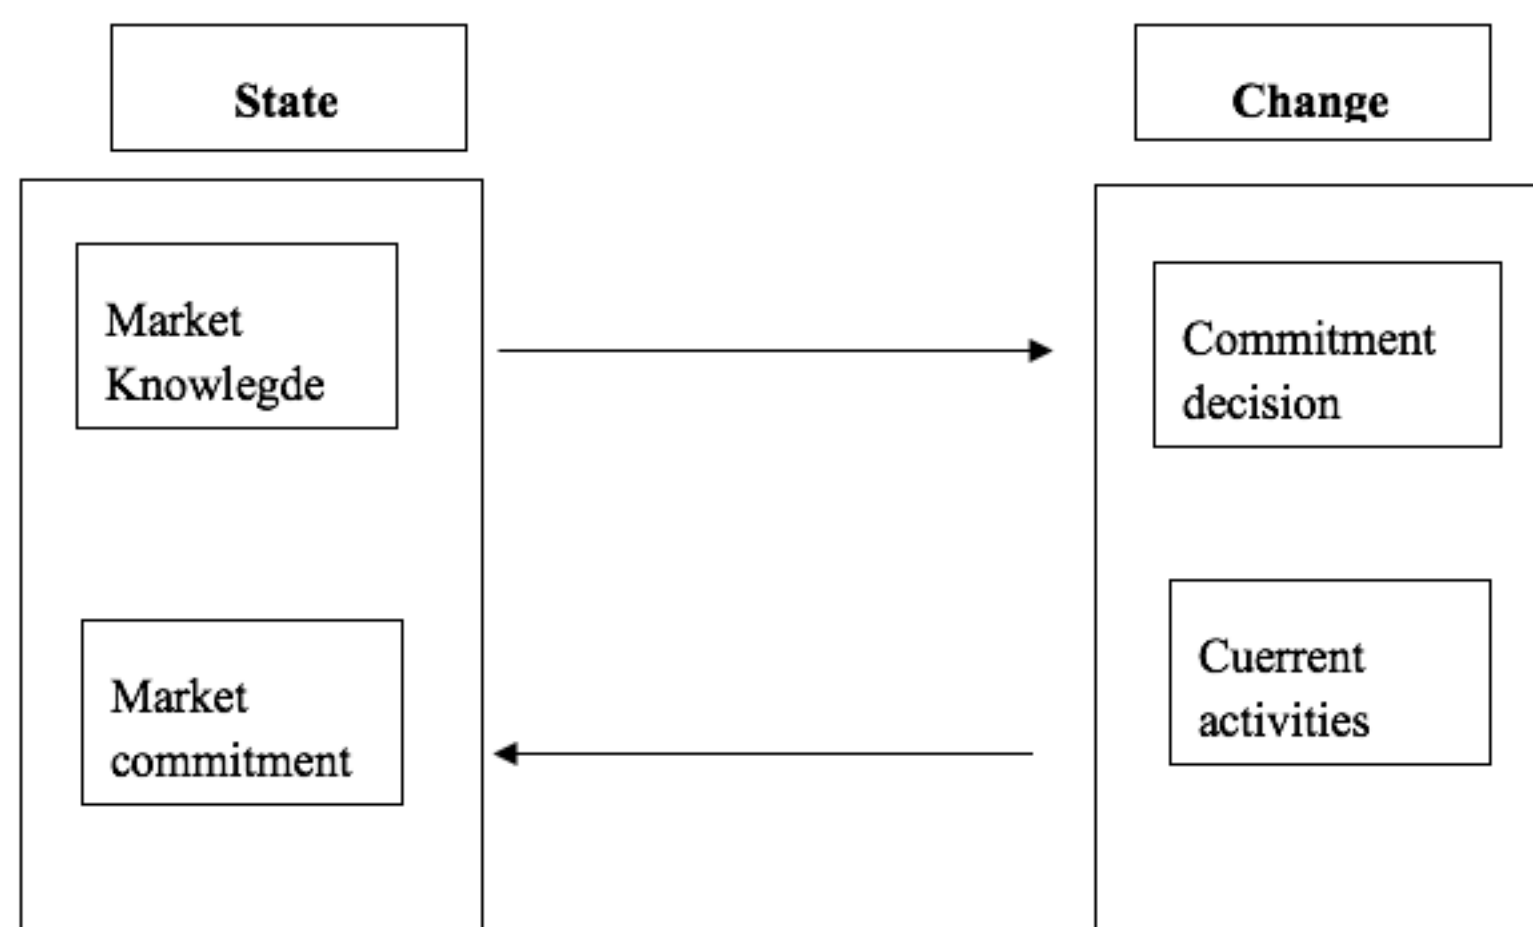 State
Change
Market
Knowlegde
Commitment
decision
Market
commitment
Cuerrent
activities